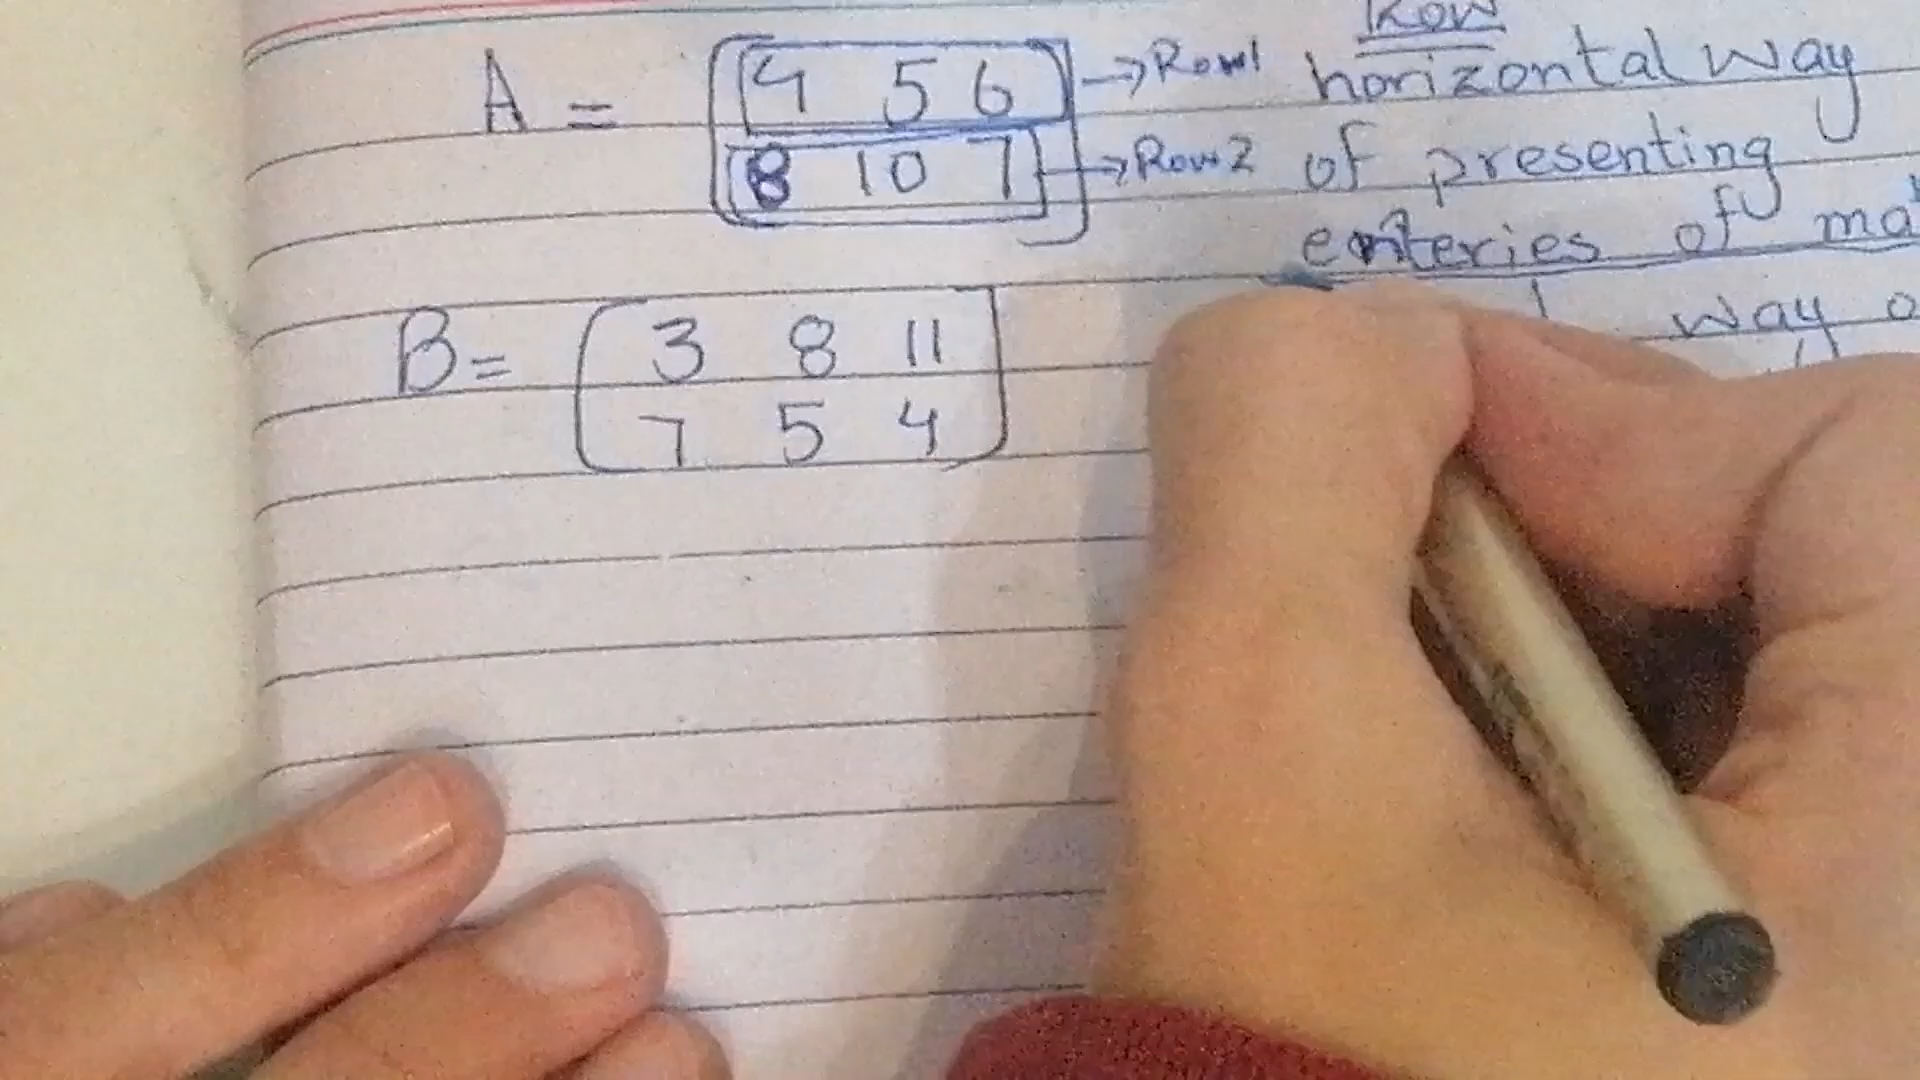 Row
A = [4 5 6 →Row1 horizontal way
8 10 7] →Row2 of presenting
enteries of
way
B= [3 8 11
7 5 4]